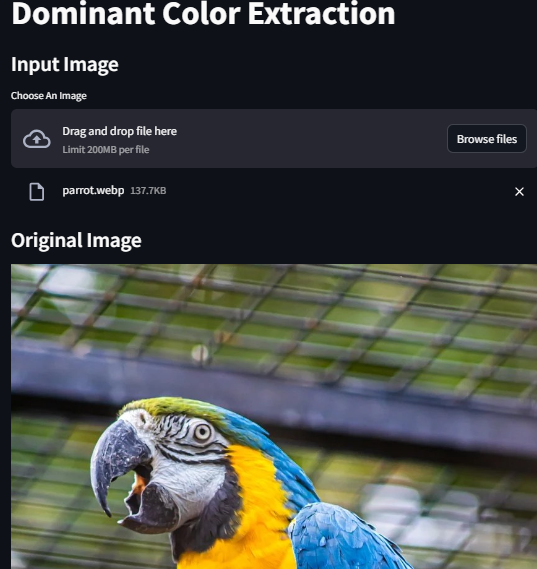 Dominant Color Extraction
Input Image
Choose An Image
Drag and drop file here
Limit 200MB per file
Browse files
parrot.webp 137.7KB
Original Image